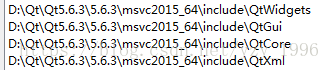 D:\Qt\Qt5.6.3\5.6.3\msvc2015_64\include\QtWidgets
D:\Qt\Qt5.6.3\5.6.3\msvc2015_64\include\QtGui
D:\Qt\Qt5.6.3\5.6.3\msvc2015_64\include\QtCore
D:\Qt\Qt5.6.3\5.6.3\msvc2015_64\include\QtXml